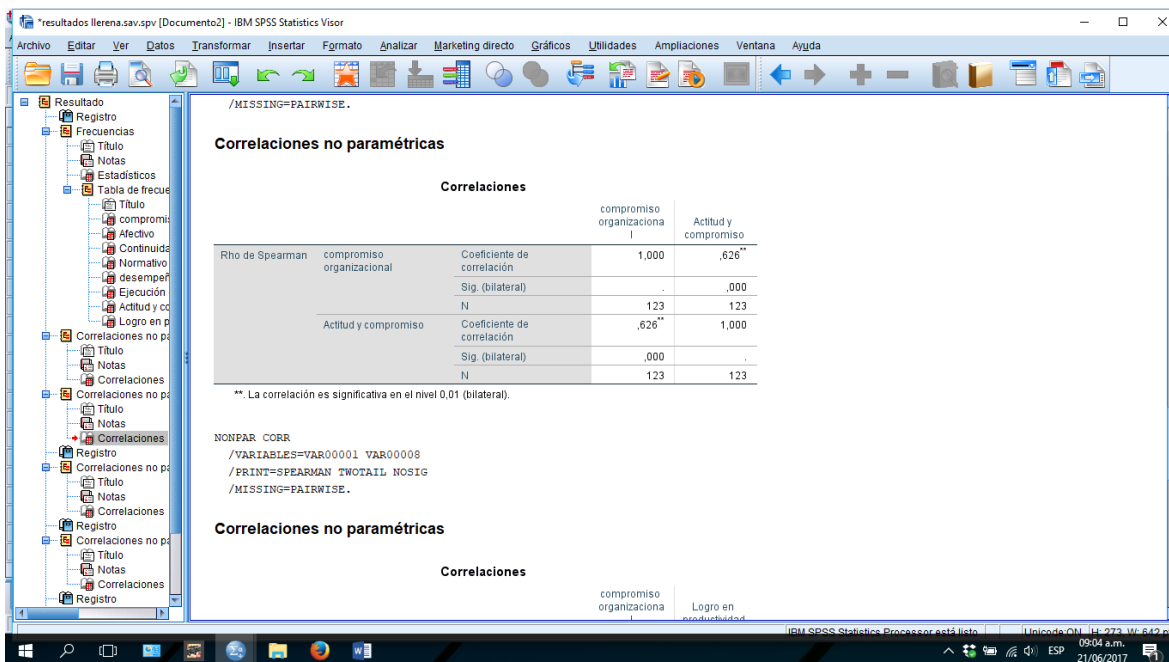 *resultados llerena.sav.spv [Documento2] - IBM SPSS Statistics Visor
Archivo Editar Ver Datos Transformar Insertar Formato Analizar Marketing directo Gráficos Utilidades Ampliaciones Ventana Ayuda
Resultado
Registro
Frecuencias
Título
Notas
Estadísticos
Tabla de frecue
Título
compromis
Afectivo
Continuida
Normativo
desempeñ
Ejecución
Actitud y co
Logro en p
Correlaciones no pa
Título
Notas
Correlaciones
Correlaciones no pa
Título
Notas
Correlaciones
Registro
Correlaciones no pa
Título
Notas
Correlaciones
Registro
Correlaciones no pa
Título
Notas
Correlaciones
Registro
/MISSING=PAIRWISE.
Correlaciones no paramétricas
Correlaciones
compromiso organizaciona l Actitud y compromiso
Rho de Spearman compromiso organizacional Coeficiente de correlación 1,000 ,626**
Sig. (bilateral) . ,000
N 123 123
Actitud y compromiso Coeficiente de correlación ,626** 1,000
Sig. (bilateral) ,000 .
N 123 123
**. La correlación es significativa en el nivel 0,01 (bilateral).
NONPAR CORR
/VARIABLES=VAR00001 VAR00008
/PRINT=SPEARMAN TWOTAIL NOSIG
/MISSING=PAIRWISE.
Correlaciones no paramétricas
Correlaciones
compromiso
organizaciona Logro en
productividad
IBM SPSS Statistics Processor está listo Unicode:ON H: 273, W: 642 p
ESP 09:04 a.m.
21/06/2017